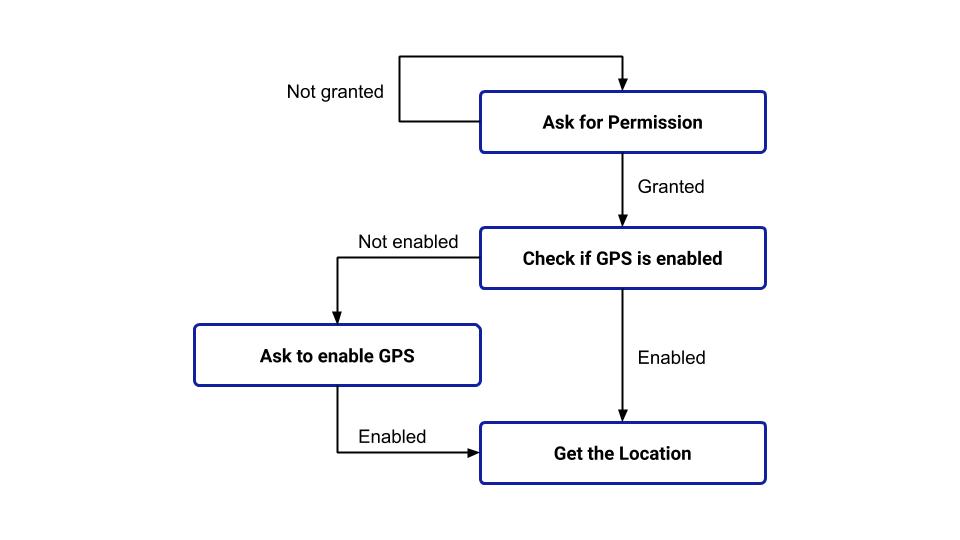 Not granted
Ask for Permission
Granted
Not enabled
Check if GPS is enabled
Ask to enable GPS
Enabled
Enabled
Get the Location